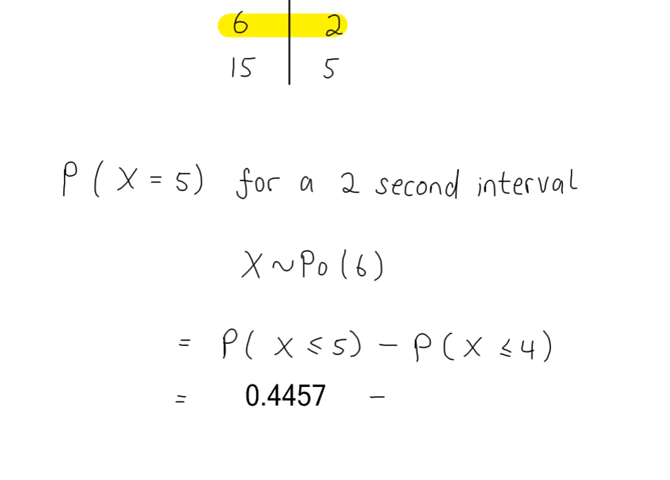 6 2
15 5
P ( X = 5 ) for a 2 second interval
X ~ Po ( 6 )
= P ( X ≤ 5 ) − P ( X ≤ 4 )
= 0.4457 −